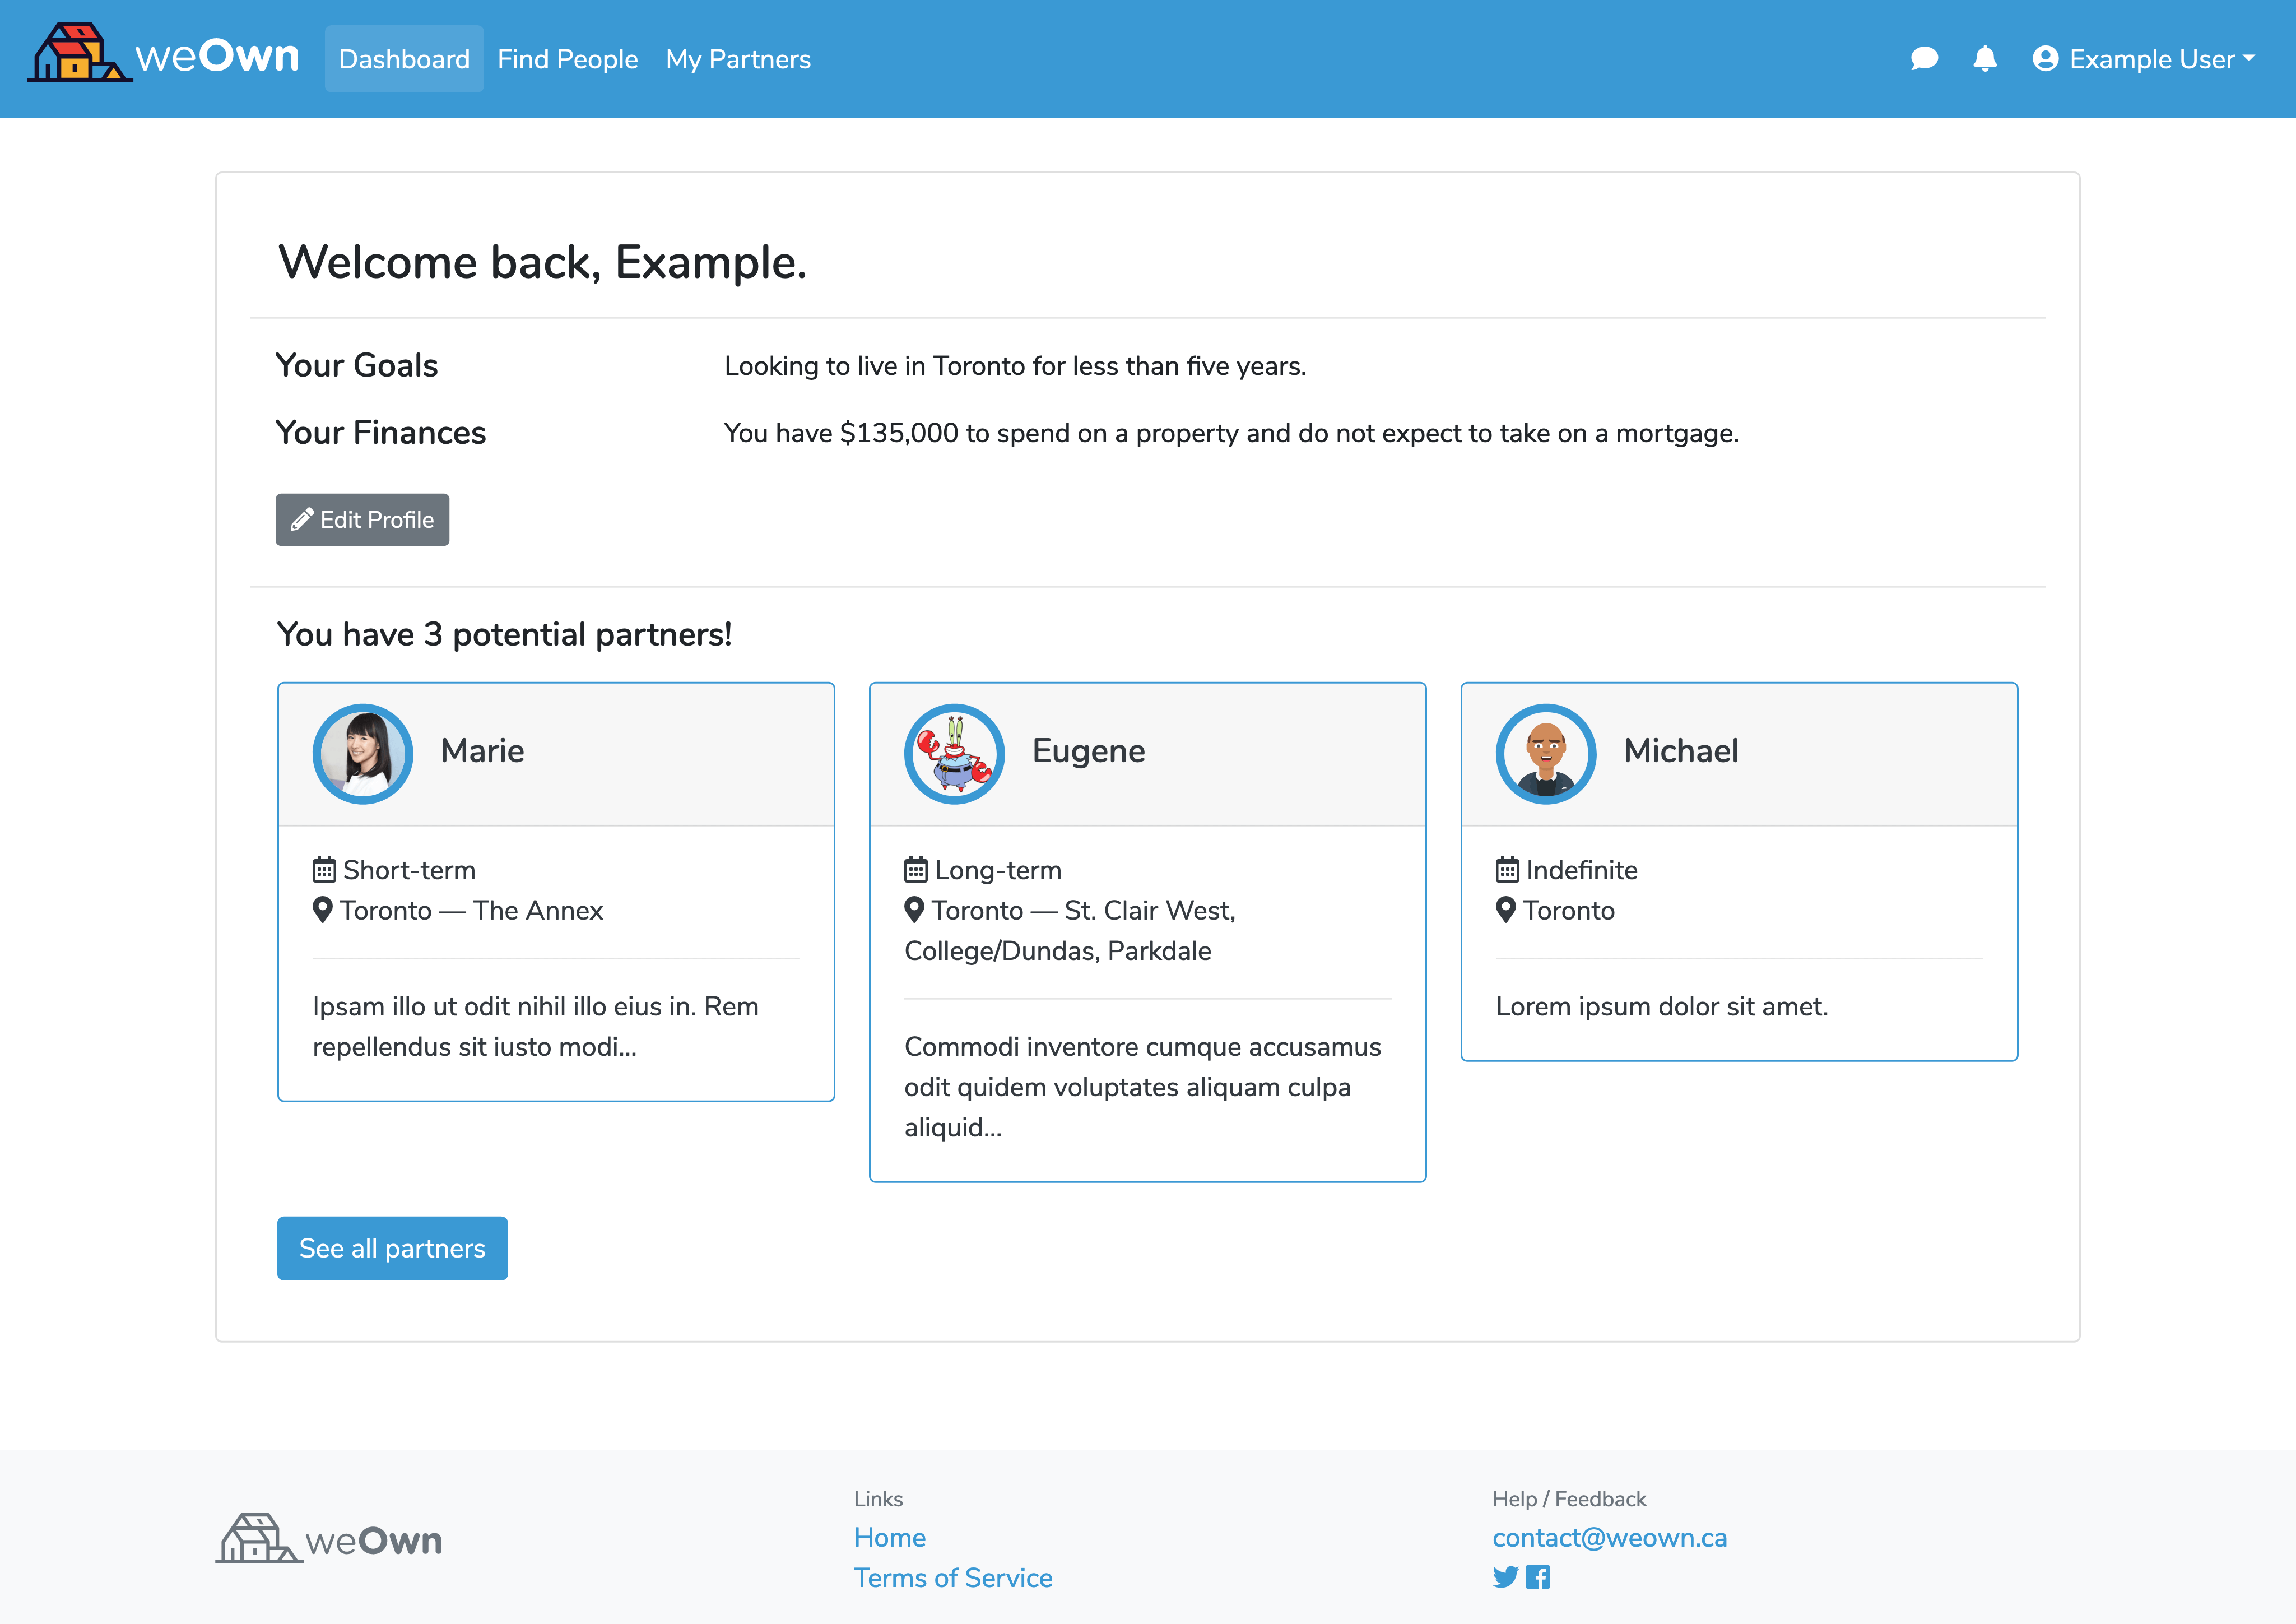 weOwn
Dashboard
Find People
My Partners
Example User
Welcome back, Example.
Your Goals
Looking to live in Toronto for less than five years.
Your Finances
You have $135,000 to spend on a property and do not expect to take on a mortgage.
Edit Profile
You have 3 potential partners!
Marie
Short-term
Toronto — The Annex
Ipsam illo ut odit nihil illo eius in. Rem
repellendus sit iusto modi...
Eugene
Long-term
Toronto — St. Clair West,
College/Dundas, Parkdale
Commodi inventore cumque accusamus
odit quidem voluptates aliquam culpa
aliquid...
Michael
Indefinite
Toronto
Lorem ipsum dolor sit amet.
See all partners
weOwn
Links
Home
Terms of Service
Help / Feedback
contact@weown.ca